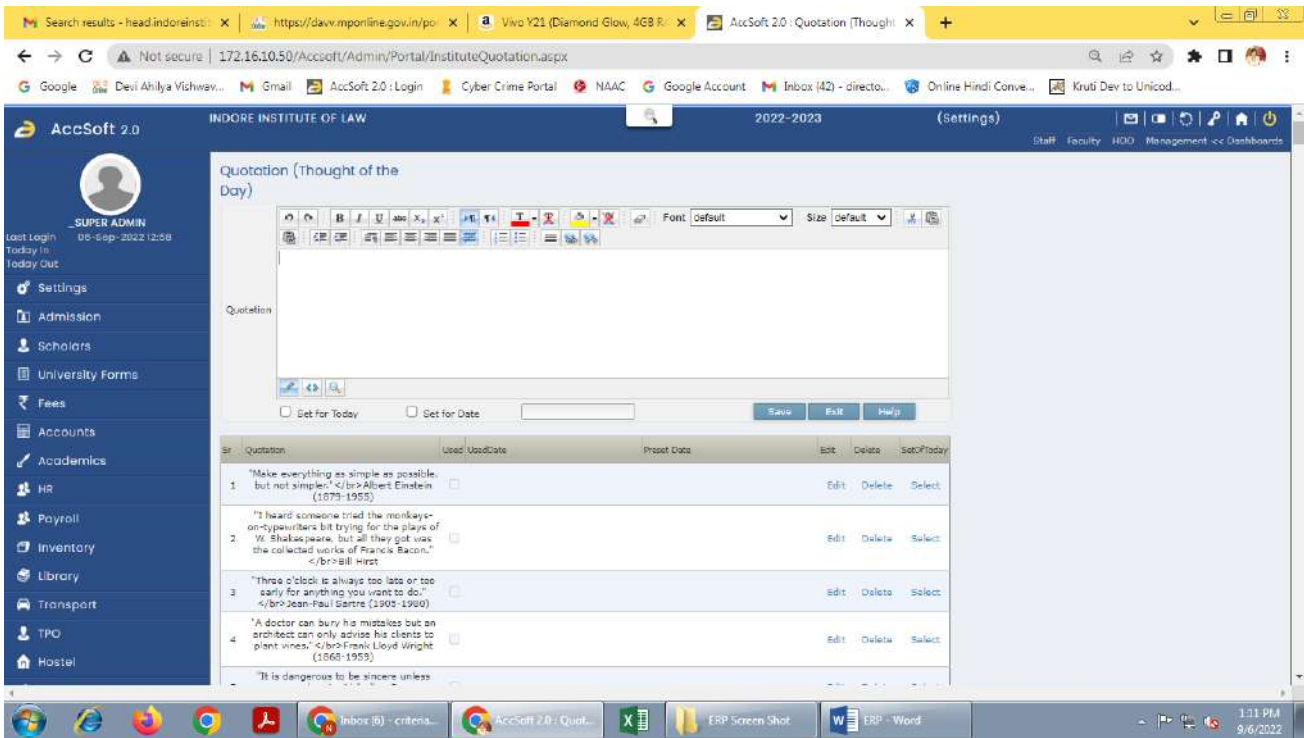 Search results - head.indoreinsti
https://davv.mponline.gov.in/po
Vivo Y21 (Diamond Glow, 4GB R
AccSoft 2.0 : Quotation (Thought
Not secure | 172.16.10.50/Accsoft/Admin/Portal/InstituteQuotation.aspx
Google
Devi Ahilya Vishwav...
Gmail
AccSoft 2.0 : Login
Cyber Crime Portal
NAAC
Google Account
Inbox (42) - directo...
Online Hindi Conve...
Kruti Dev to Unicod...
AccSoft 2.0
INDORE INSTITUTE OF LAW
2022-2023
(Settings)
Staff Faculty HOD Management << Dashboards
_SUPER ADMIN
Last Login 06-Sep-2022 12:58
Today In
Today Out
Settings
Admission
Scholars
University Forms
Fees
Accounts
Academics
HR
Payroll
Inventory
Library
Transport
TPO
Hostel
Quotation (Thought of the
Day)
Font default
Size default
Quotation
Set for Today
Set for Date
Save Exit Help
Sr Quotation Used UsedDate Preset Date Edit Delete SetOfToday
"Make everything as simple as possible,
1 but not simpler."</br>Albert Einstein Edit Delete Select
(1879-1955)
"I heard someone tried the monkeys-
on-typewriters bit trying for the plays of
2 W. Shakespeare, but all they got was Edit Delete Select
the collected works of Francis Bacon."
</br>Bill Hirst
"Three o'clock is always too late or too
3 early for anything you want to do." Edit Delete Select
</br>Jean-Paul Sartre (1905-1980)
"A doctor can bury his mistakes but an
4 architect can only advise his clients to Edit Delete Select
plant vines."</br>Frank Lloyd Wright
(1868-1959)
"It is dangerous to be sincere unless
Inbox (6) - criteria...
AccSoft 2.0 : Quot...
ERP Screen Shot
ERP - Word
1:11 PM
9/6/2022